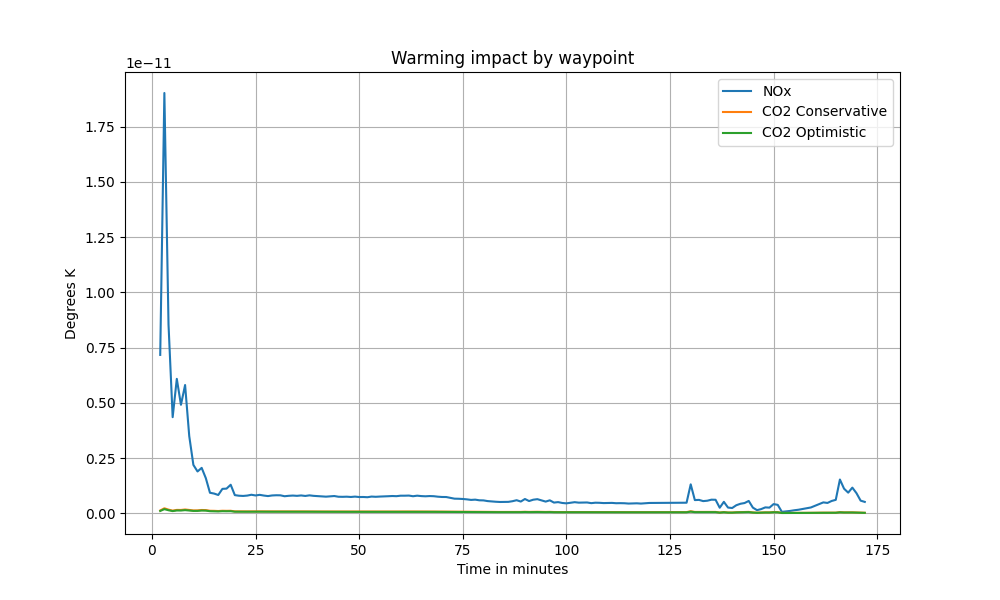 Warming impact by waypoint
1e−11
NOx
CO2 Conservative
CO2 Optimistic
1.75
1.50
1.25
1.00
0.75
0.50
0.25
0.00
Degrees K
0 25 50 75 100 125 150 175
Time in minutes